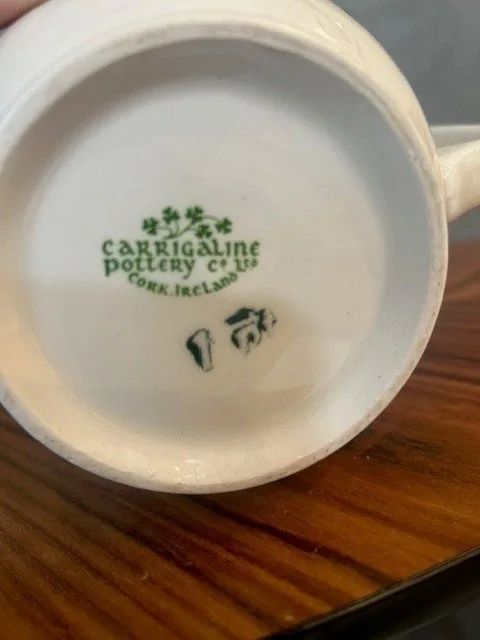 CARRIGALINE
POTTERY Co LTD
CORK. IRELAND